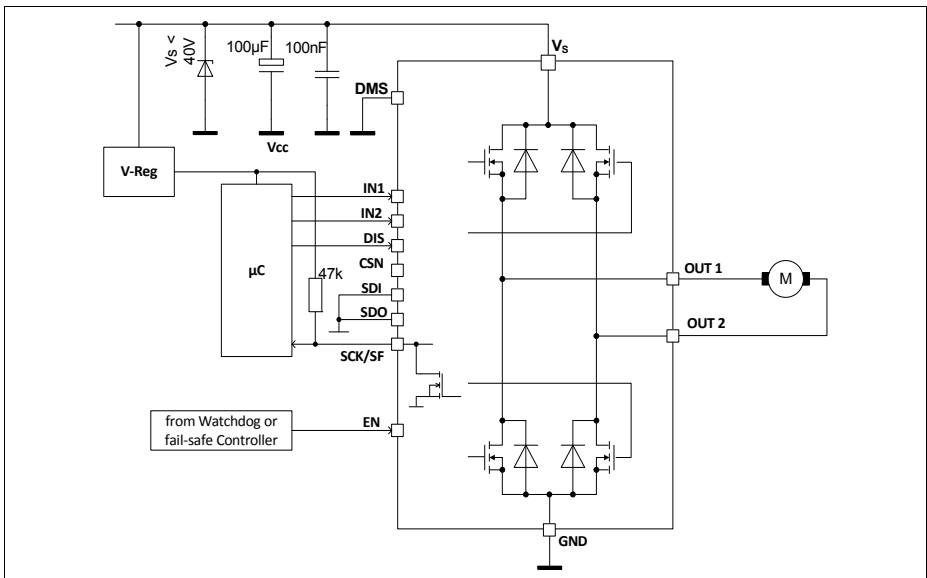 Vs <
40V
100µF
100nF
Vs
DMS
Vcc
V-Reg
IN1
IN2
DIS
µC
CSN
47k
SDI
SDO
SCK/SF
OUT 1
M
OUT 2
from Watchdog or
fail-safe Controller
EN
GND